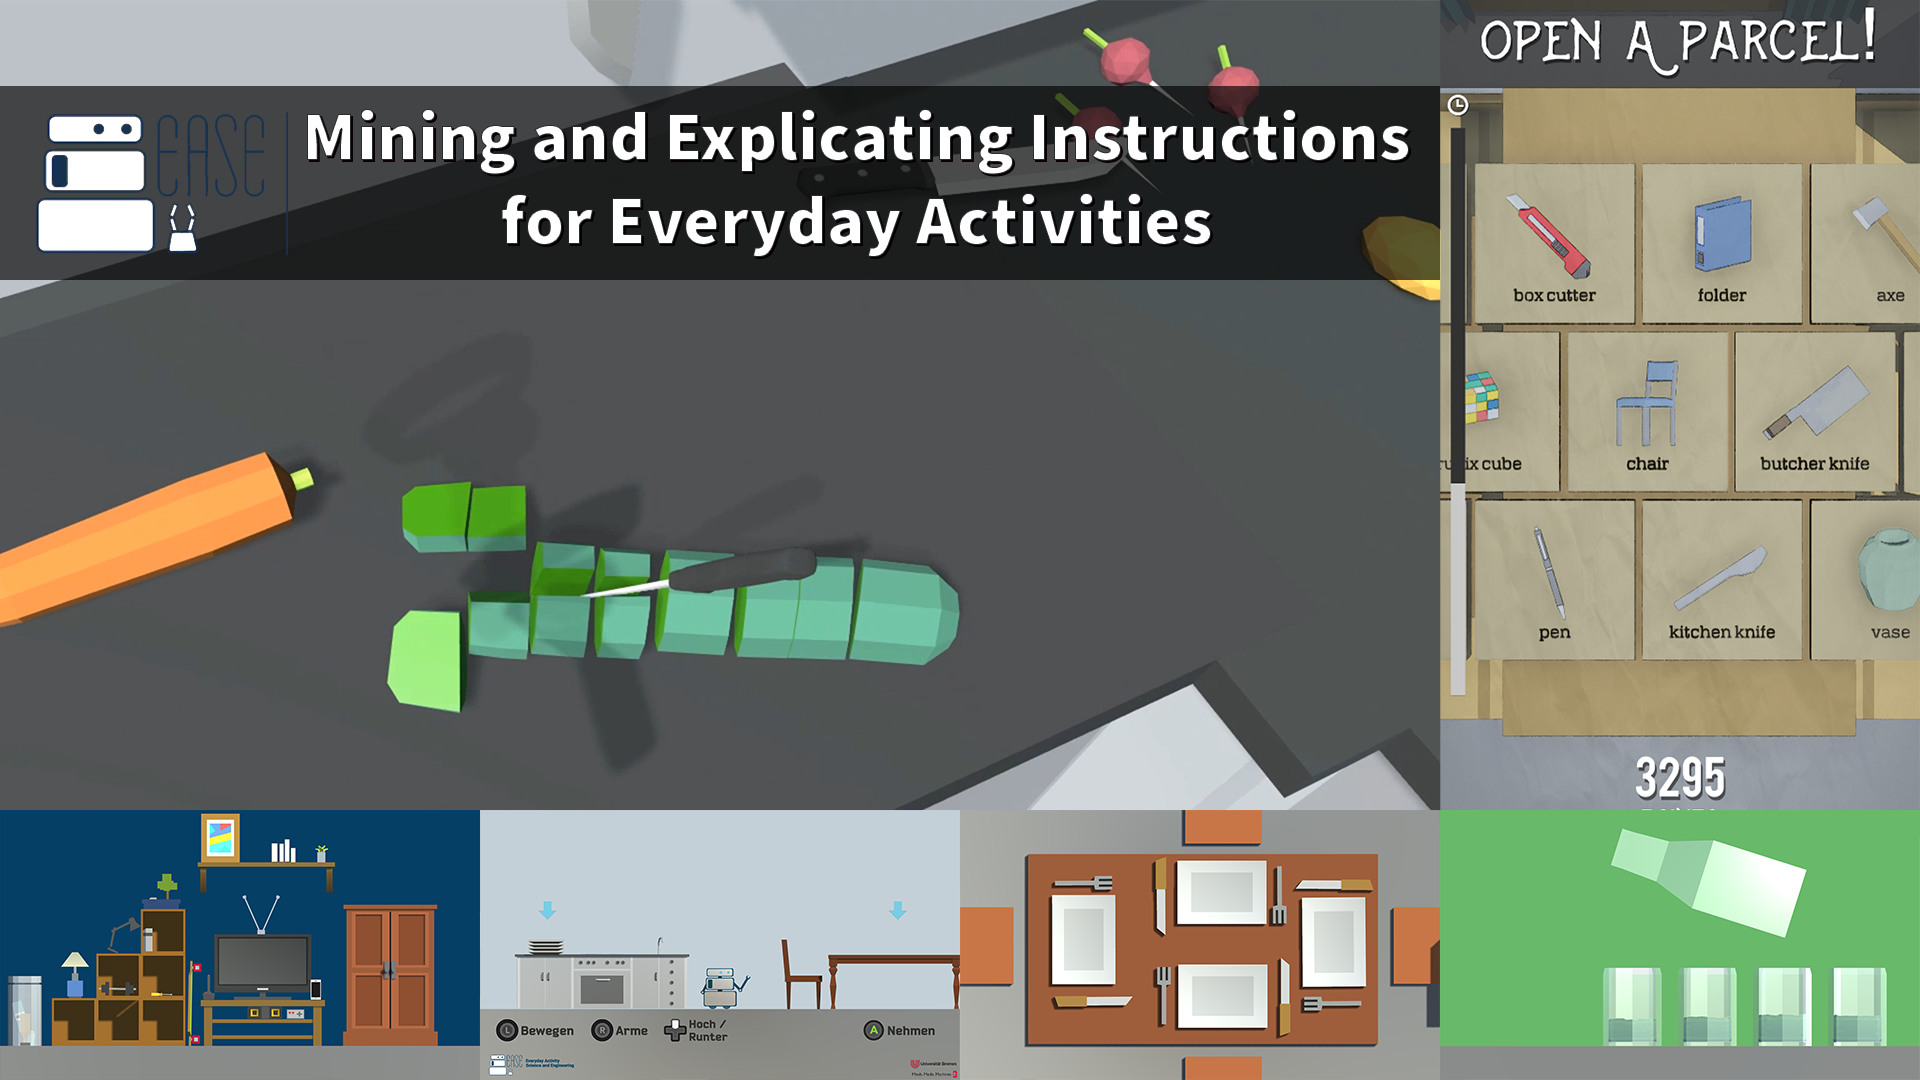 EASE
Mining and Explicating Instructions
for Everyday Activities
OPEN A PARCEL!
box cutter
folder
axe
ix cube
chair
butcher knife
pen
kitchen knife
vase
3295
L Bewegen
R Arme
Hoch /
Runter
A Nehmen
EASE
Everyday Activity
Science and Engineering
Universität Bremen